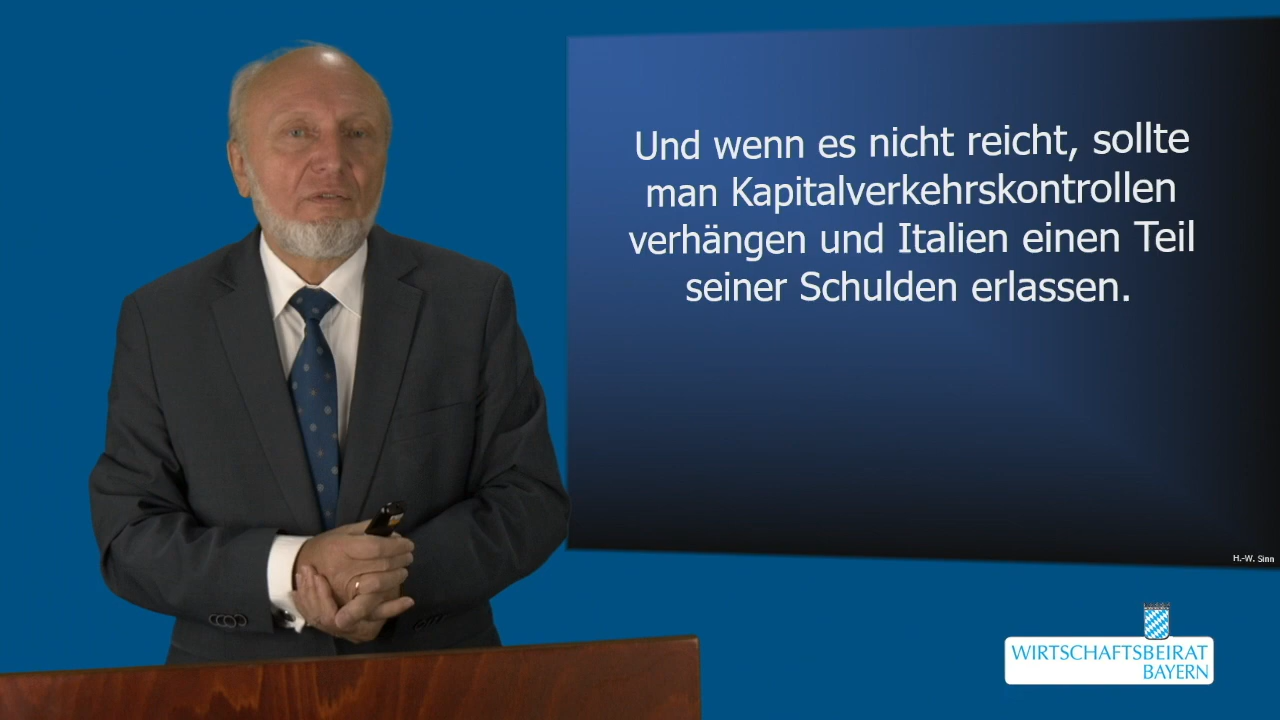 Und wenn es nicht reicht, sollte
man Kapitalverkehrskontrollen
verhängen und Italien einen Teil
seiner Schulden erlassen.
H.-W. Sinn
WIRTSCHAFTSBEIRAT
BAYERN